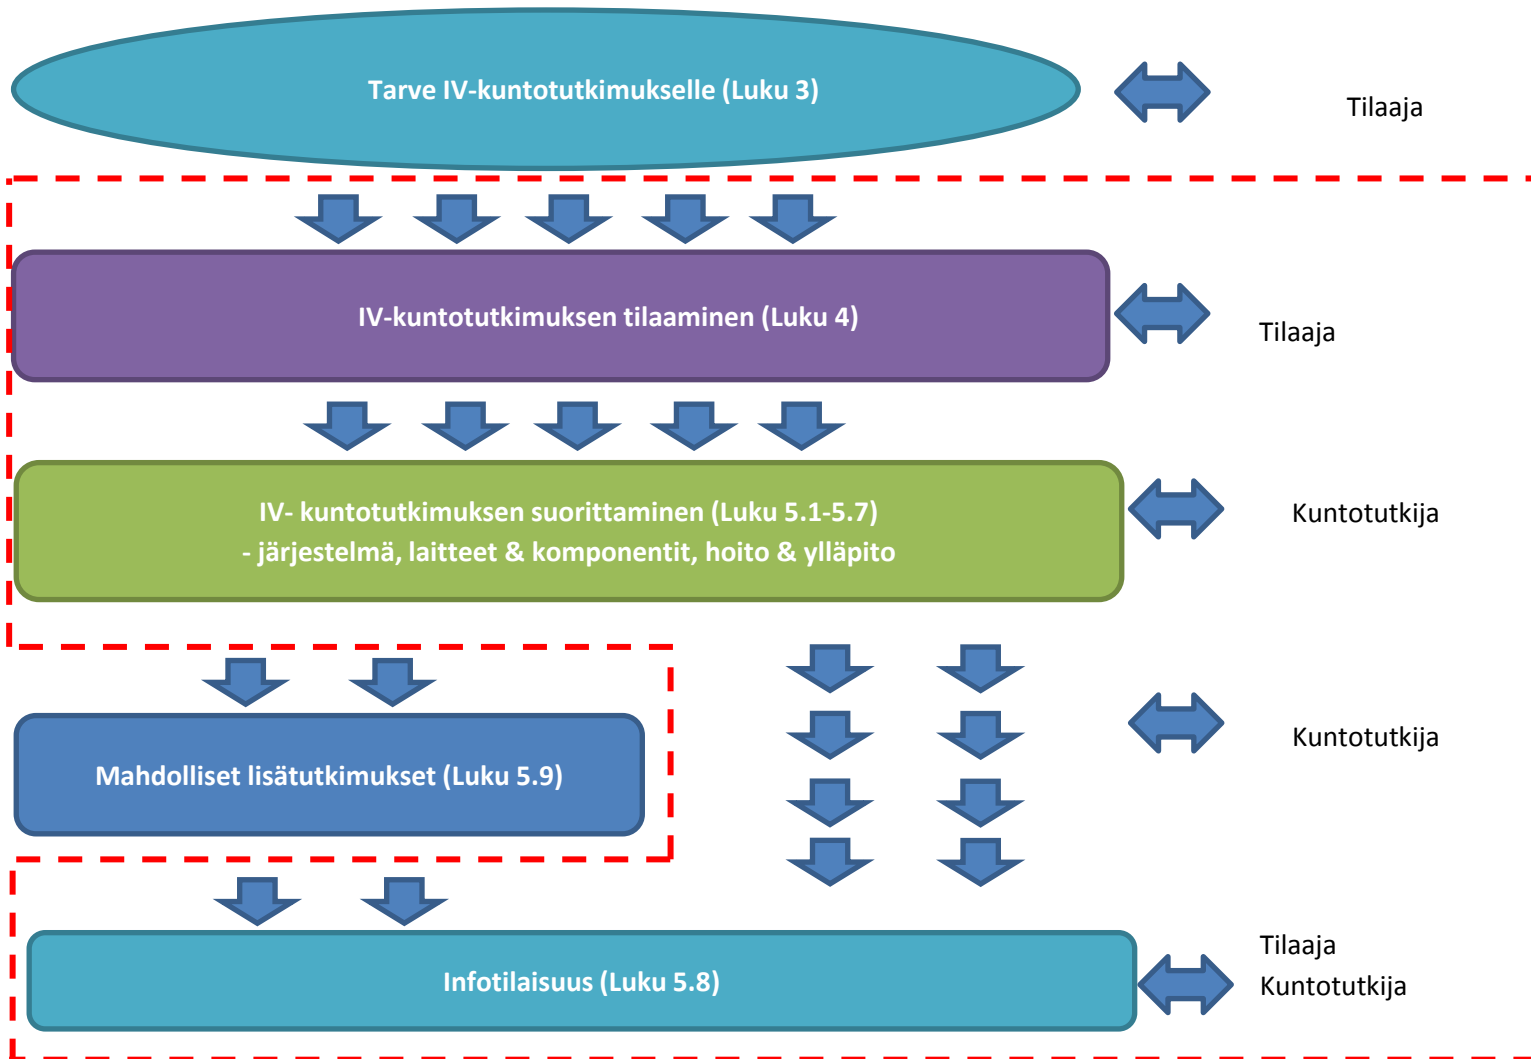 Tarve IV-kuntotutkimukselle (Luku 3)
Tilaaja
IV-kuntotutkimuksen tilaaminen (Luku 4)
Tilaaja
IV- kuntotutkimuksen suorittaminen (Luku 5.1-5.7)
- järjestelmä, laitteet & komponentit, hoito & ylläpito
Kuntotutkija
Mahdolliset lisätutkimukset (Luku 5.9)
Kuntotutkija
Infotilaisuus (Luku 5.8)
Tilaaja
Kuntotutkija